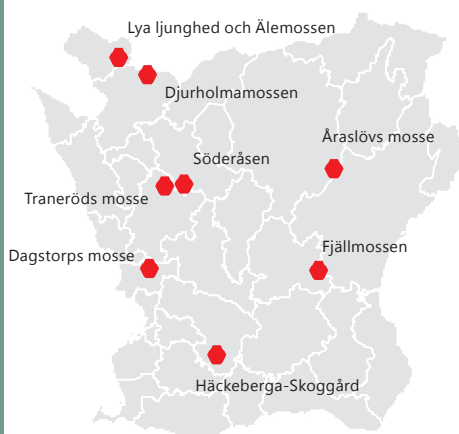 Lya ljunghed och Älemossen
Djurholmamossen
Åraslövs mosse
Söderåsen
Traneröds mosse
Fjällmossen
Dagstorps mosse
Häckeberga-Skoggård